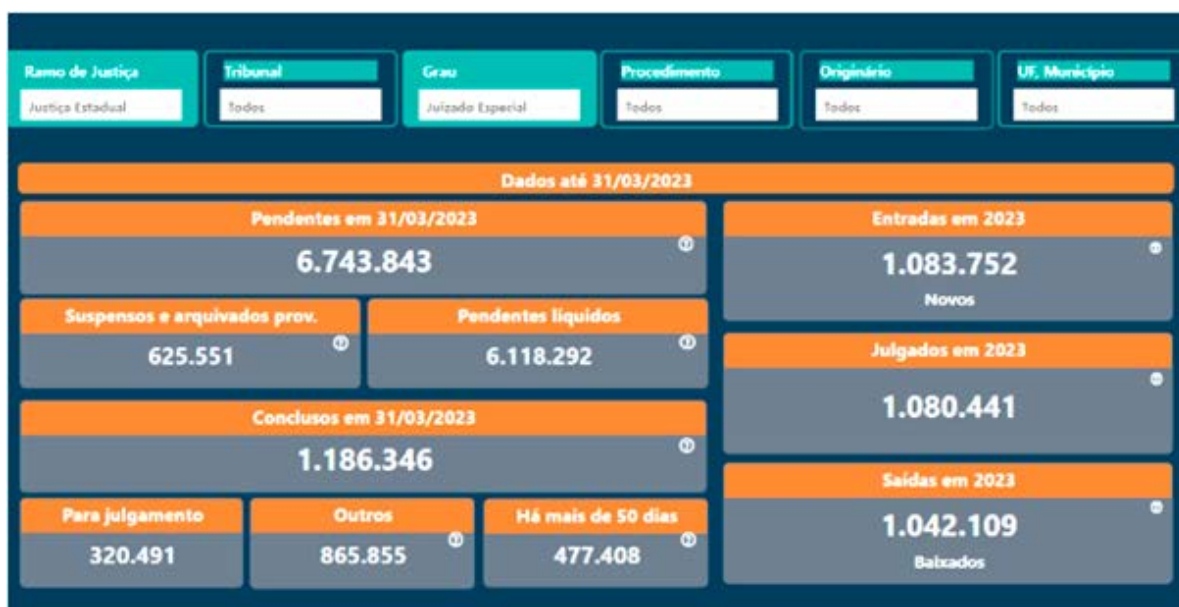 Ramo de Justiça
Justiça Estadual
Tribunal
Todos
Grau
Juizado Especial
Procedimento
Todos
Originário
Todos
UF, Município
Todos
Dados até 31/03/2023
Pendentes em 31/03/2023
6.743.843
Suspensos e arquivados prov.
625.551
Pendentes líquidos
6.118.292
Conclusos em 31/03/2023
1.186.346
Para julgamento
320.491
Outros
865.855
Há mais de 50 dias
477.408
Entradas em 2023
1.083.752
Novos
Julgados em 2023
1.080.441
Saídas em 2023
1.042.109
Baixados